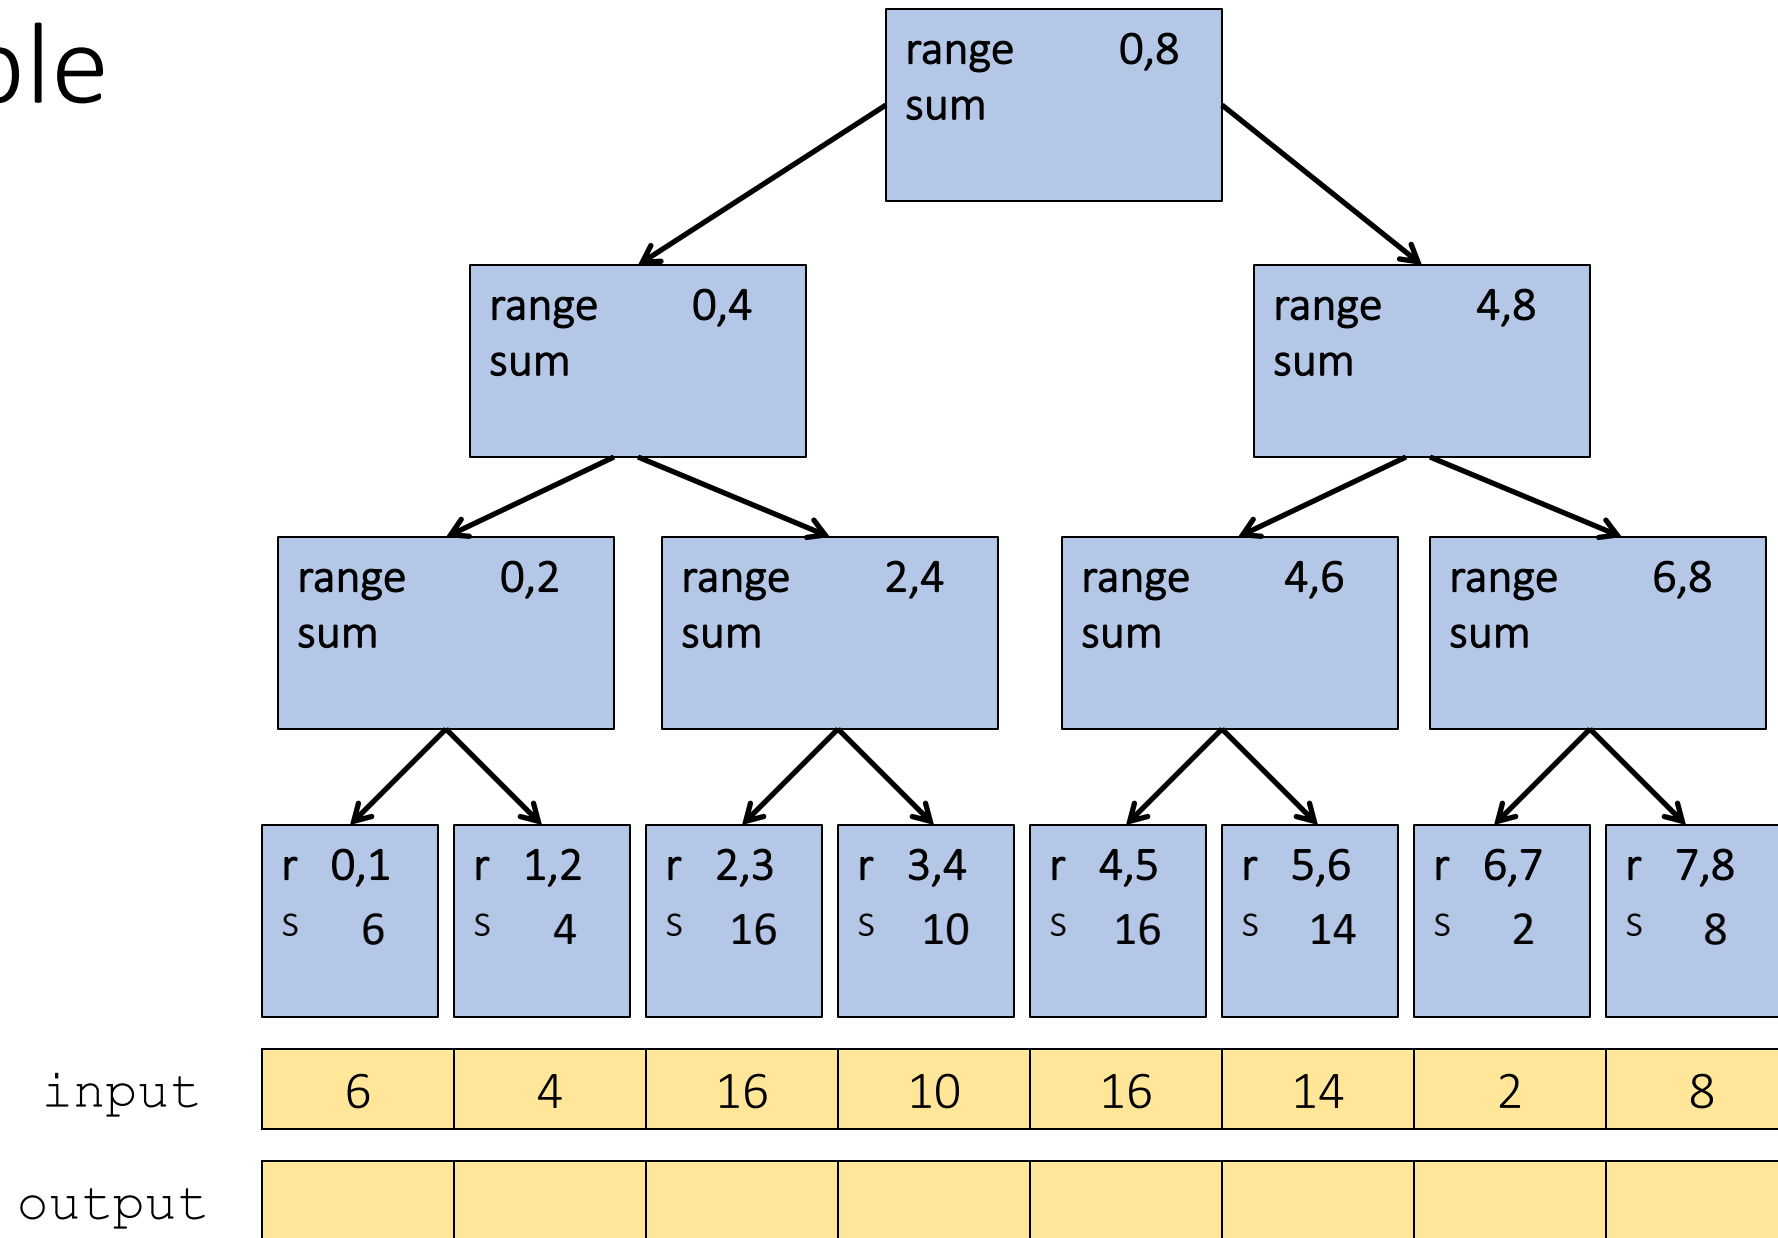 ple
range 0,8
sum
range 0,4
sum
range 4,8
sum
range 0,2
sum
range 2,4
sum
range 4,6
sum
range 6,8
sum
r 0,1
s 6
r 1,2
s 4
r 2,3
s 16
r 3,4
s 10
r 4,5
s 16
r 5,6
s 14
r 6,7
s 2
r 7,8
s 8
input 6 4 16 10 16 14 2 8
output